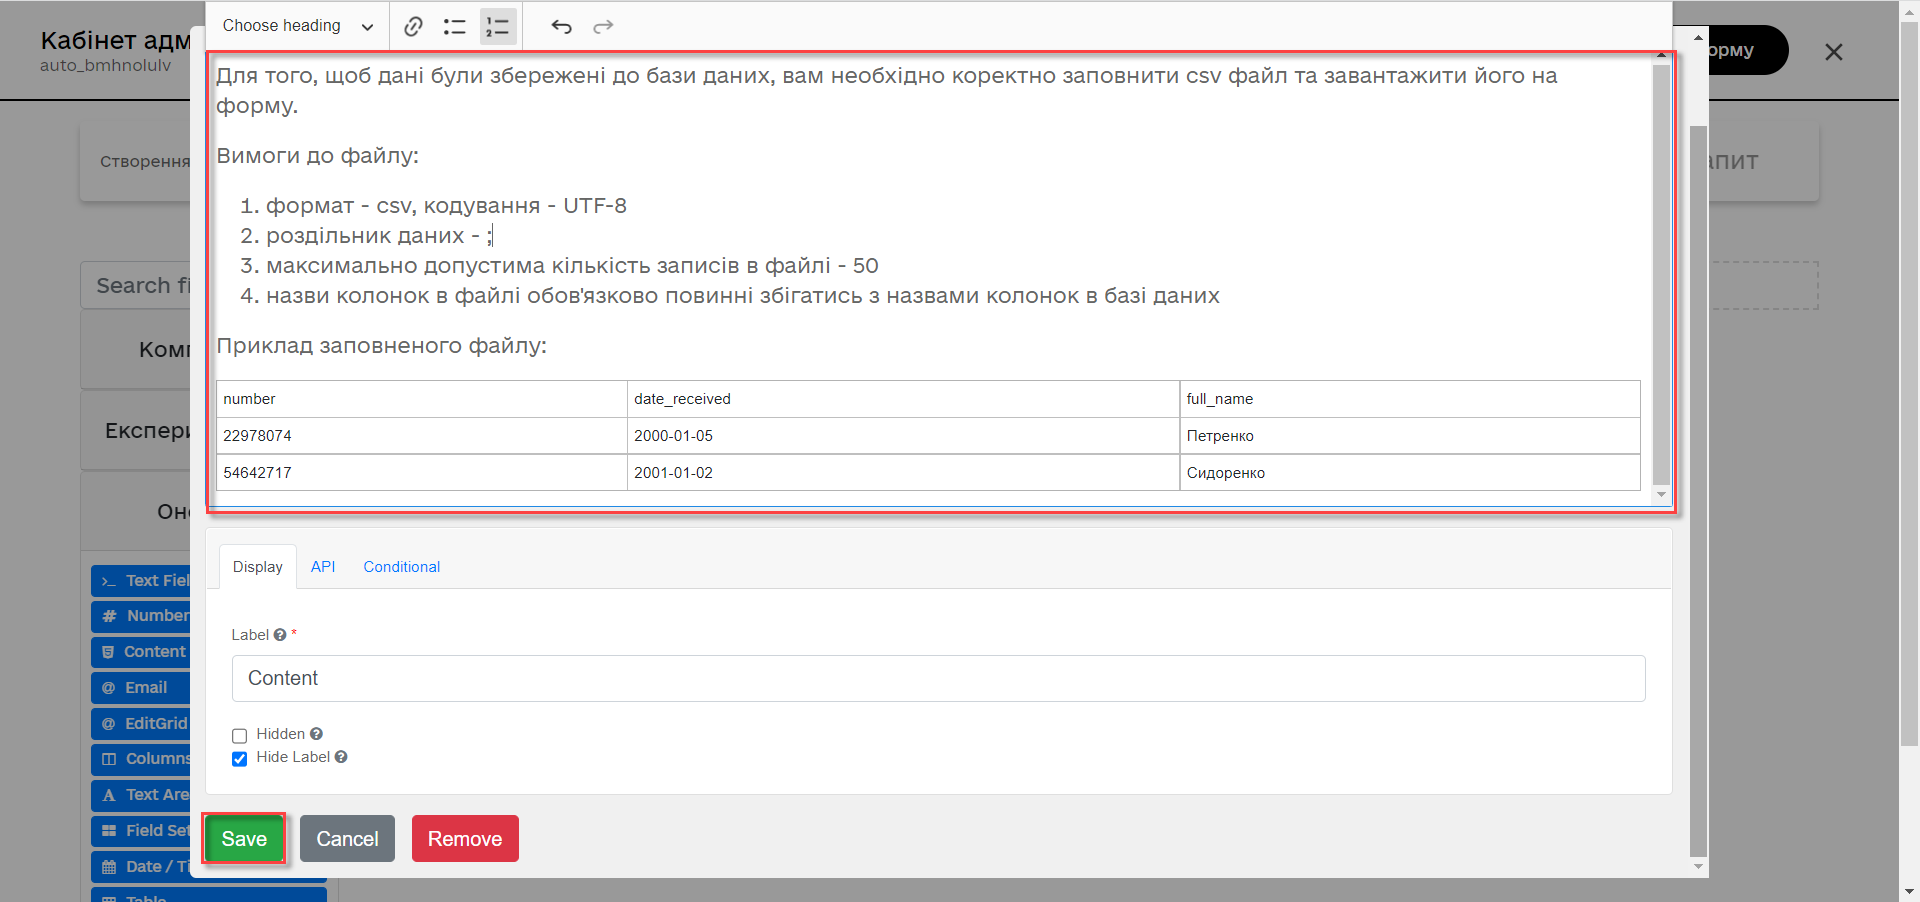 Choose heading
Кабінет адм
auto_bmhnolulv
орму
Для того, щоб дані були збережені до бази даних, вам необхідно коректно заповнити csv файл та завантажити його на
форму.
Вимоги до файлу:
Створення
апит
1. формат - csv, кодування - UTF-8
2. роздільник даних - ;
3. максимально допустима кількість записів в файлі - 50
4. назви колонок в файлі обов'язково повинні збігатись з назвами колонок в базі даних
Search fi
Комп
Приклад заповненого файлу:
number date_received full_name
22978074 2000-01-05 Петренко
54642717 2001-01-02 Сидоренко
Експери
Оно
Display API Conditional
Text Fiel
Number
Content
Email
EditGrid
Columns
Text Are
Field Set
Date / Ti
Table
Label *
Content
Hidden
Hide Label
Save Cancel Remove